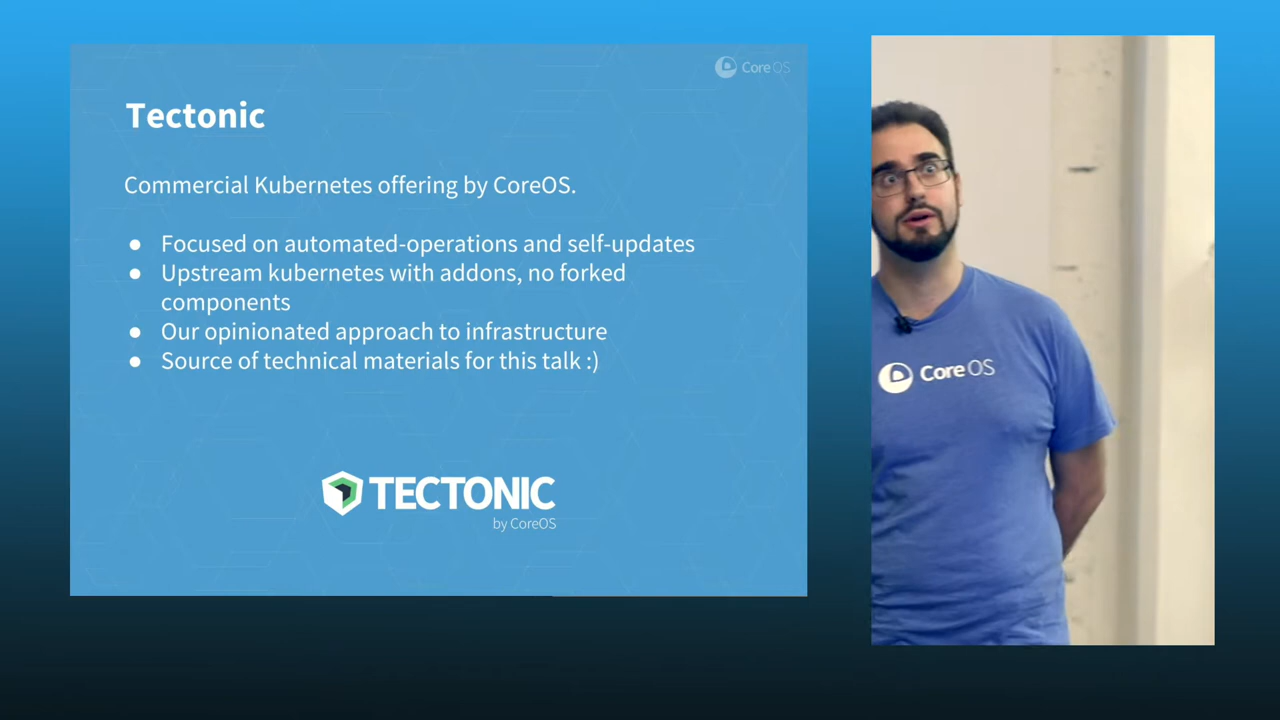 CoreOS
Tectonic
Commercial Kubernetes offering by CoreOS.
● Focused on automated-operations and self-updates
● Upstream kubernetes with addons, no forked
components
● Our opinionated approach to infrastructure
● Source of technical materials for this talk :)
TECTONIC
by CoreOS
CoreOS